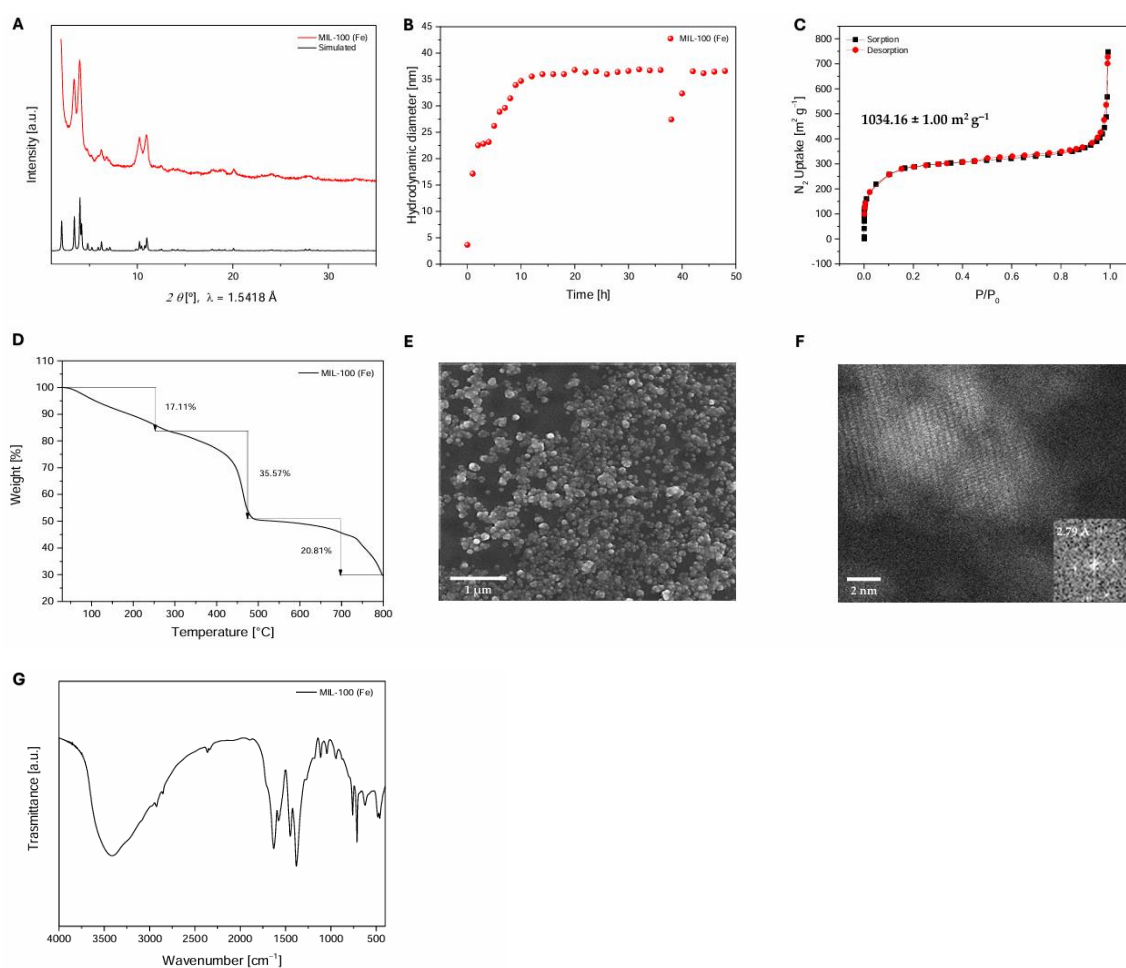 A
MIL-100 (Fe)
Simulated
Intensity [a.u.]
10
20
30
2 θ [º], λ = 1.5418 Å
B
MIL-100 (Fe)
Hydrodynamic diameter [nm]
45
40
35
30
25
20
15
10
5
0
0
10
20
30
40
50
Time [h]
C
Sorption
Desorption
1034.16 ± 1.00 m² g⁻¹
N₂ Uptake [m² g⁻¹]
800
700
600
500
400
300
200
100
0
-100
0.0
0.2
0.4
0.6
0.8
1.0
P/P₀
D
MIL-100 (Fe)
17.11%
35.57%
20.81%
Weight [%]
110
100
90
80
70
60
50
40
30
20
100
200
300
400
500
600
700
800
Temperature [°C]
E
1 µm
F
2.79 Å
2 nm
G
MIL-100 (Fe)
Trasmittance [a.u.]
4000
3500
3000
2500
2000
1500
1000
500
Wavenumber [cm⁻¹]